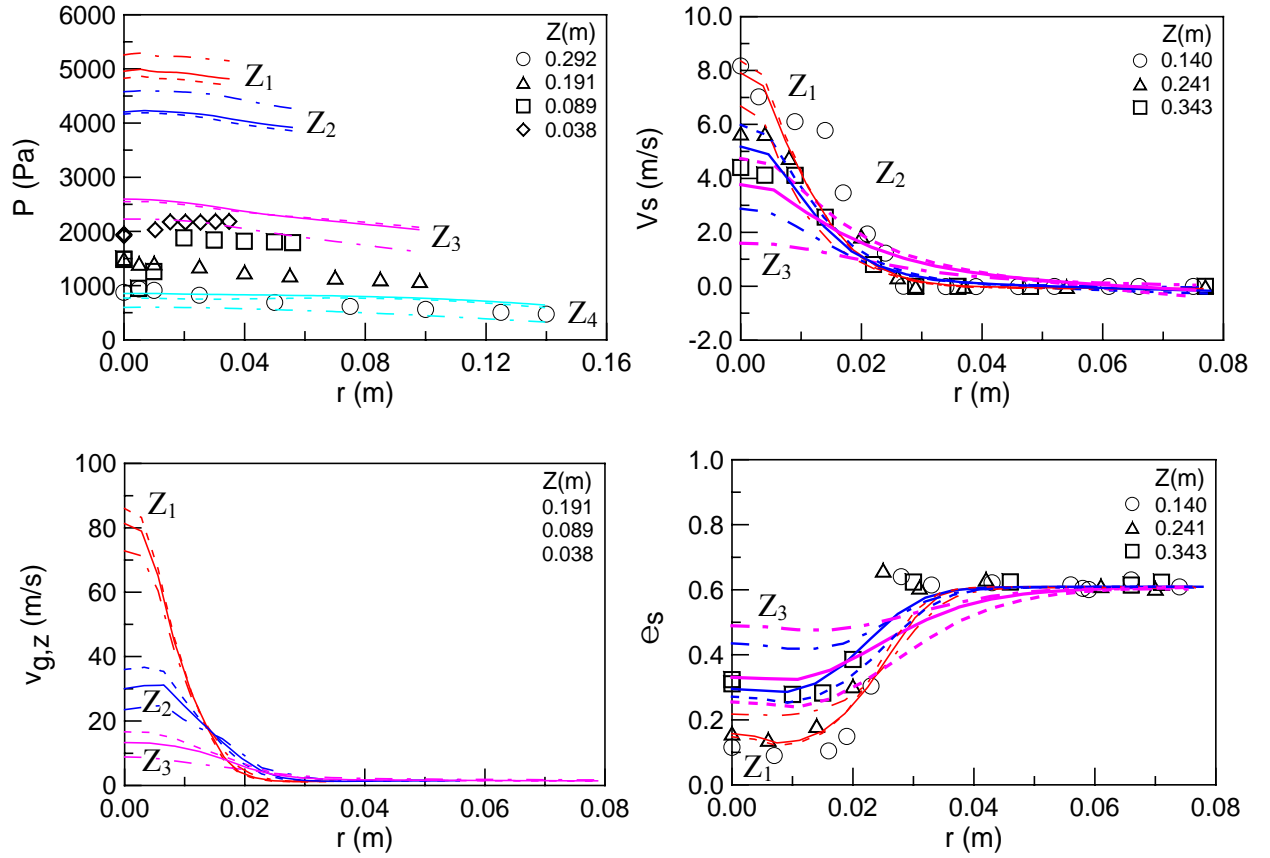 6000
5000
4000
3000
2000
1000
0
P (Pa)
Z(m)
0.292
0.191
0.089
0.038
Z1
Z2
Z3
Z4
0.00 0.04 0.08 0.12 0.16
r (m)
10.0
8.0
6.0
4.0
2.0
0.0
-2.0
Vs (m/s)
Z(m)
0.140
0.241
0.343
Z1
Z2
Z3
0.00 0.02 0.04 0.06 0.08
r (m)
100
80
60
40
20
0
vg,z (m/s)
Z(m)
0.191
0.089
0.038
Z1
Z2
Z3
0.00 0.02 0.04 0.06 0.08
r (m)
1.0
0.8
0.6
0.4
0.2
0.0
es
Z(m)
0.140
0.241
0.343
Z3
Z1
0.00 0.02 0.04 0.06 0.08
r (m)